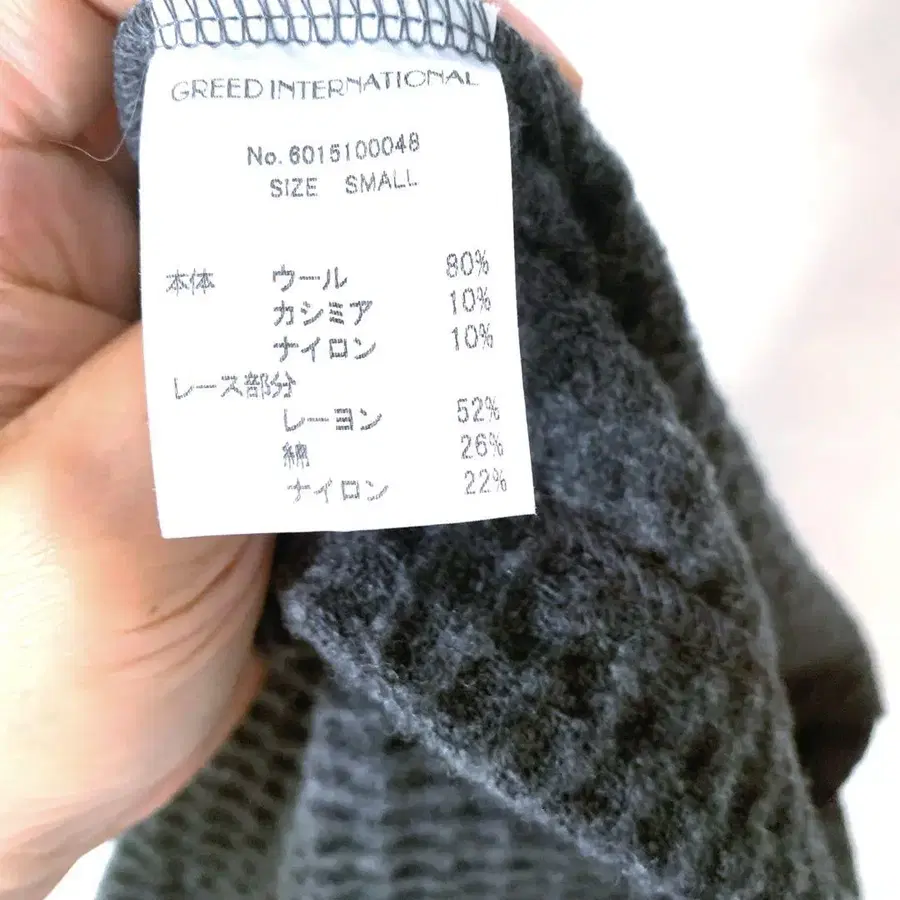 GREED INTERNATIONAL
No. 6015100048
SIZE SMALL
本体 ウール 80%
カシミア 10%
ナイロン 10%
レース部分
レーヨン 52%
綿 26%
ナイロン 22%